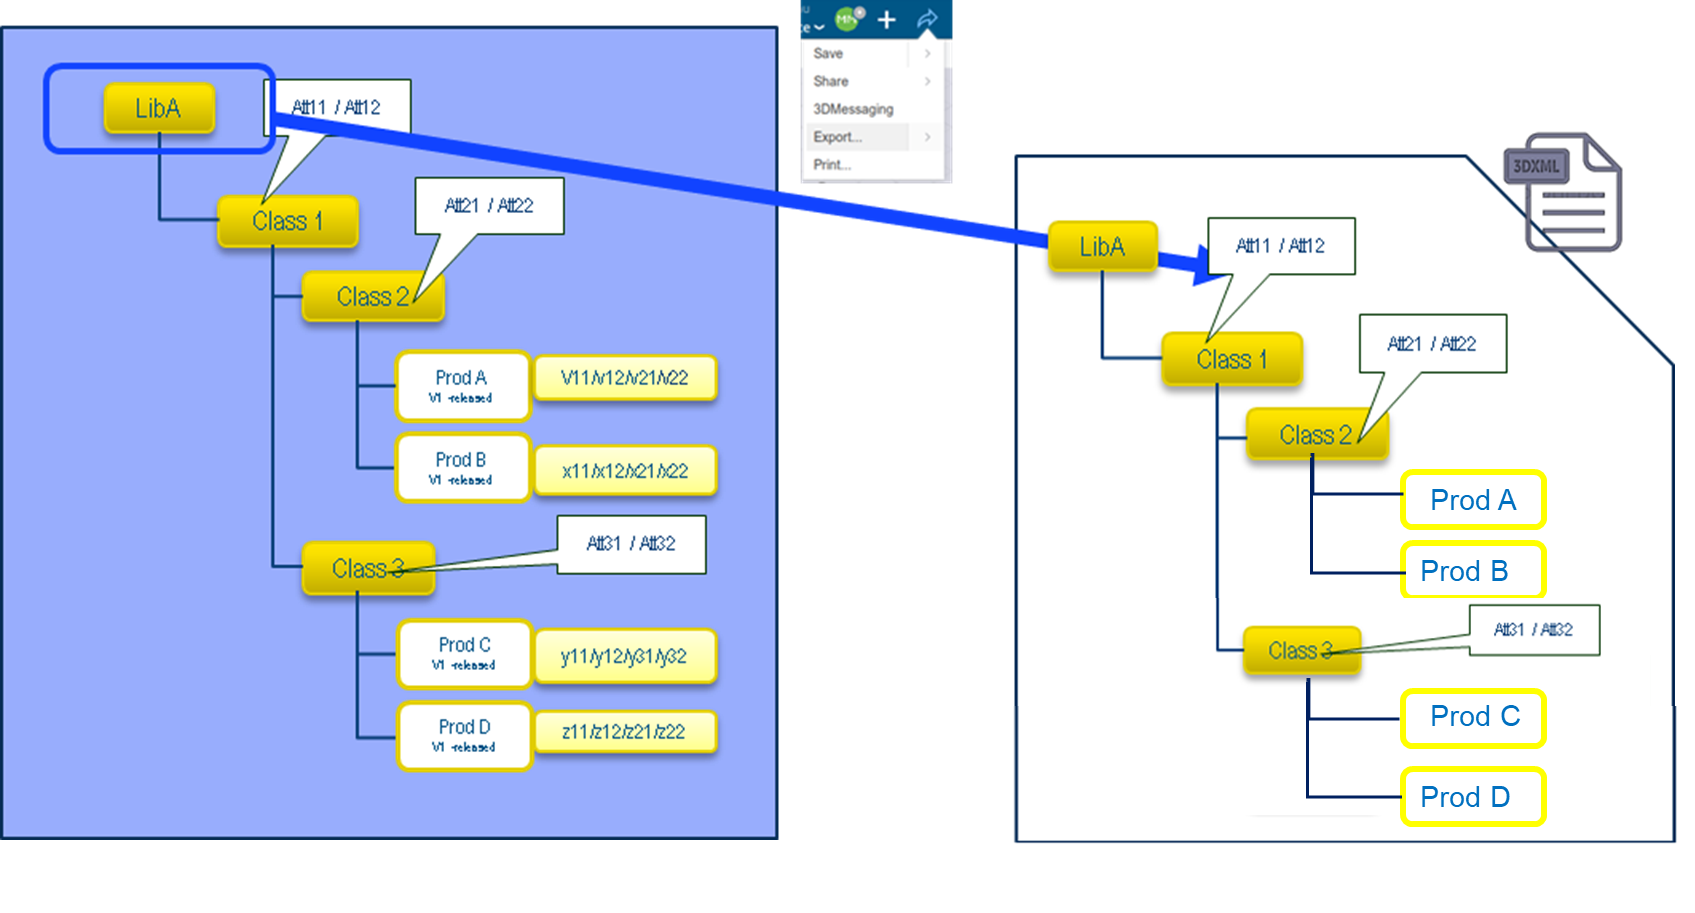 LibA
Att11 / Att12
Class 1
Att21 / Att22
Class 2
Prod A
V1 -released
V11/v12/v21/v22
Prod B
V1 -released
x11/x12/x21/x22
Att31 / Att32
Class 3
Prod C
V1 -released
y11/y12/y31/y32
Prod D
V1 -released
z11/z12/z21/z22
MN
Save
Share
3DMessaging
Export...
Print...
3DXML
LibA
Att11 / Att12
Class 1
Att21 / Att22
Class 2
Prod A
Prod B
Att31 / Att32
Class 3
Prod C
Prod D